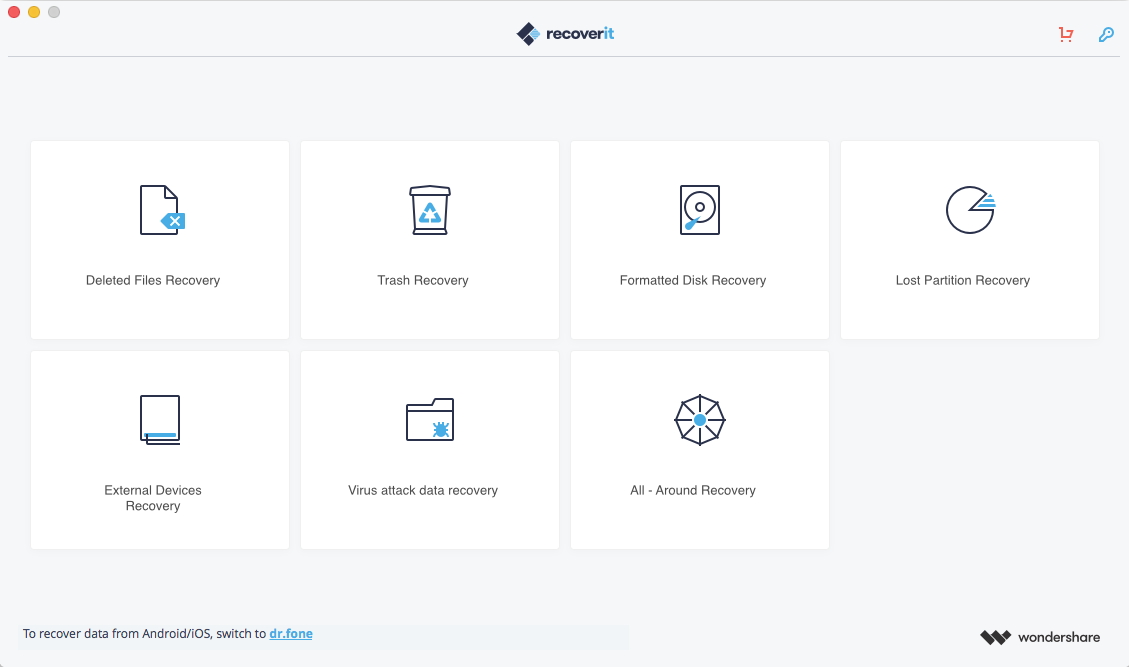 recoverit
Deleted Files Recovery
Trash Recovery
Formatted Disk Recovery
Lost Partition Recovery
External Devices
Recovery
Virus attack data recovery
All - Around Recovery
To recover data from Android/iOS, switch to dr.fone
wondershare